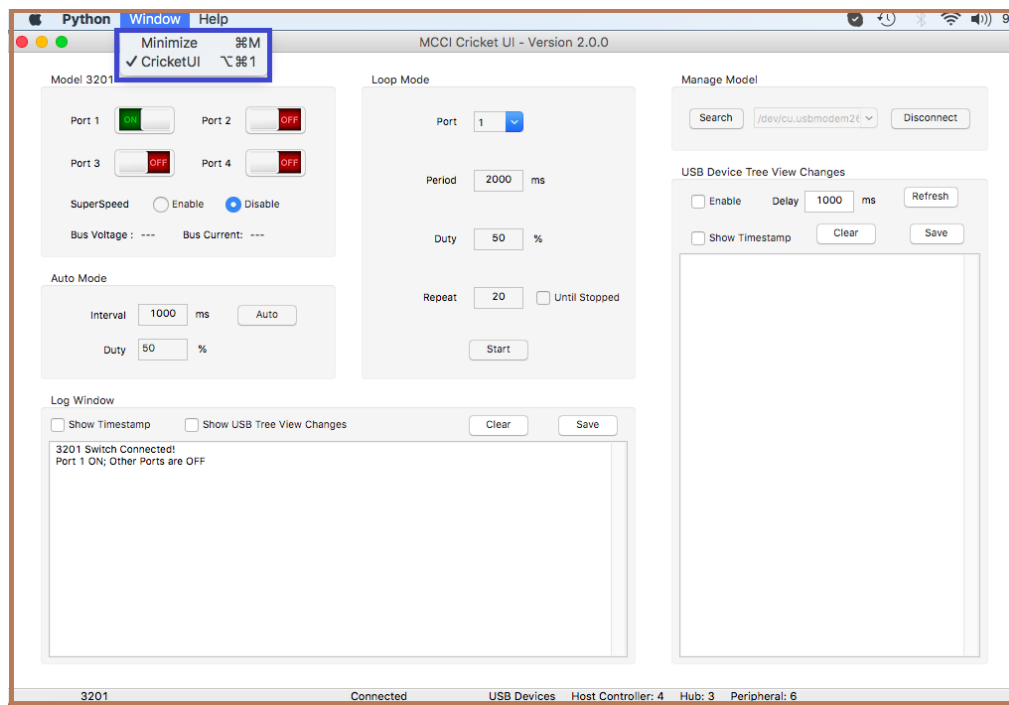 Python Window Help 9
Minimize ⌘M
✓ CricketUI ⌥⌘1
MCCI Cricket UI - Version 2.0.0
Model 3201
Port 1 ON Port 2 OFF
Port 3 OFF Port 4 OFF
SuperSpeed Enable Disable
Bus Voltage : --- Bus Current: ---
Auto Mode
Interval 1000 ms Auto
Duty 50 %
Loop Mode
Port 1
Period 2000 ms
Duty 50 %
Repeat 20 Until Stopped
Start
Manage Model
Search /dev/cu.usbmodem26 Disconnect
USB Device Tree View Changes
Enable Delay 1000 ms Refresh
Show Timestamp Clear Save
Log Window
Show Timestamp Show USB Tree View Changes Clear Save
3201 Switch Connected!
Port 1 ON; Other Ports are OFF
3201 Connected USB Devices Host Controller: 4 Hub: 3 Peripheral: 6